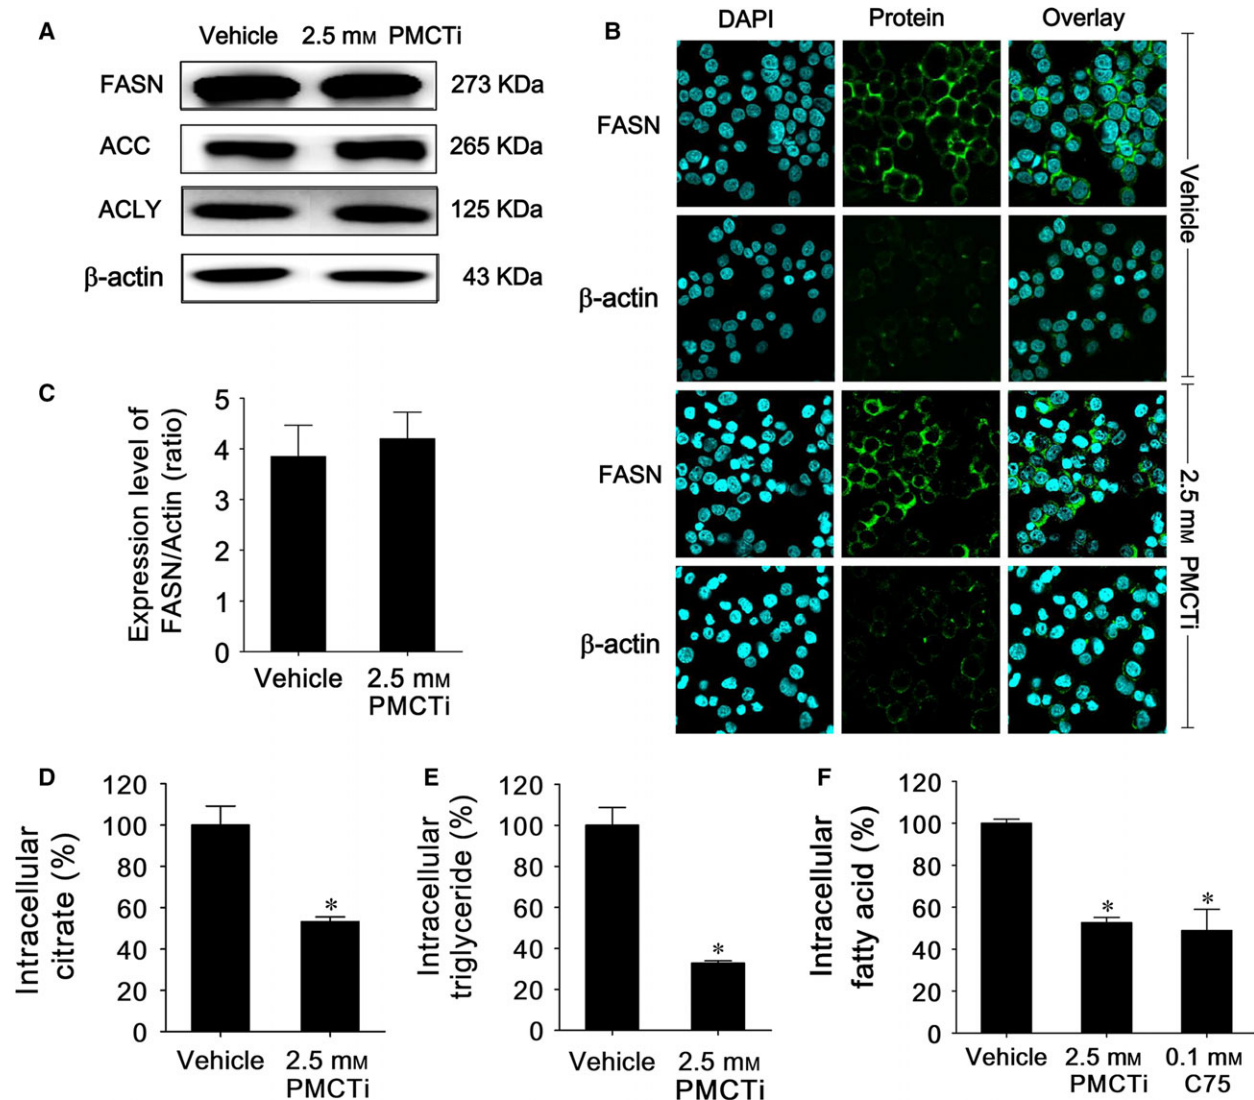 A
Vehicle 2.5 mM PMCTi
FASN 273 KDa
ACC 265 KDa
ACLY 125 KDa
β-actin 43 KDa
B
DAPI Protein Overlay
FASN
β-actin
Vehicle
FASN
β-actin
2.5 mM PMCTi
C
Expression level of
FASN/Actin (ratio)
5
4
3
2
1
0
Vehicle 2.5 mM
PMCTi
D
Intracellular
citrate (%)
120
100
80
60
40
20
0
*
Vehicle 2.5 mM
PMCTi
E
Intracellular
triglyceride (%)
120
100
80
60
40
20
0
*
Vehicle 2.5 mM
PMCTi
F
Intracellular
fatty acid (%)
120
100
80
60
40
20
0
* *
Vehicle 2.5 mM 0.1 mM
PMCTi C75